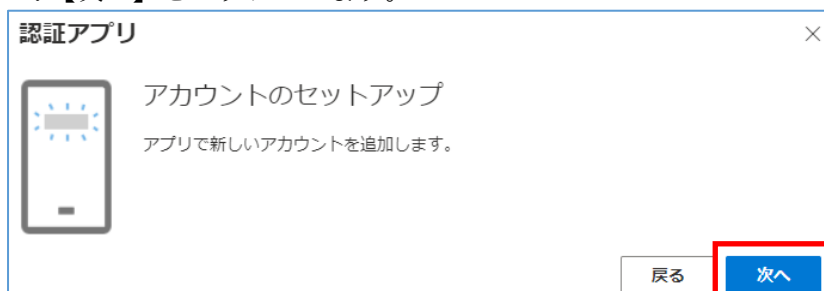 認証アプリ
アカウントのセットアップ
アプリで新しいアカウントを追加します。
戻る
次へ